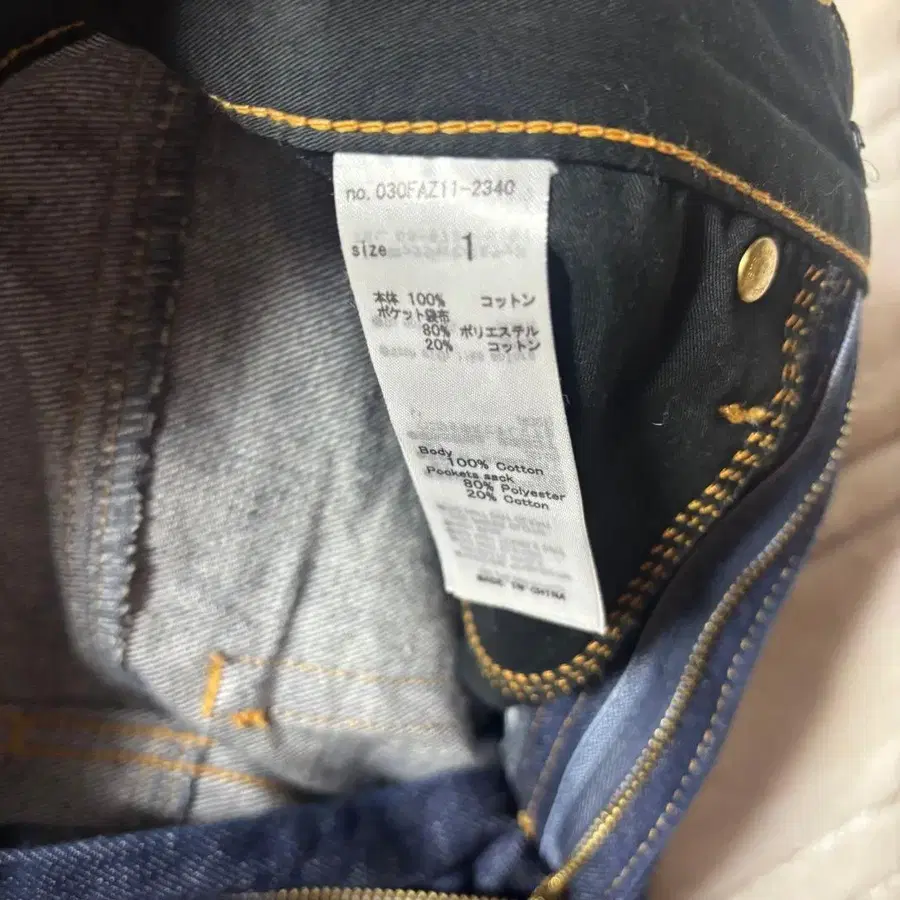 no.030FAZ11-2340
size 1
本体 100% コットン
ポケット袋布
80% ポリエステル
20% コットン
Body
100% Cotton
Pockets sack
80% Polyester
20% Cotton
MADE IN CHINA